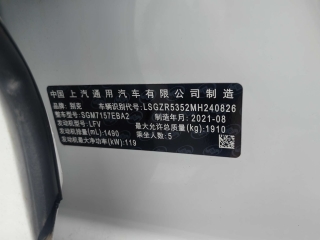 中国 上汽通用汽车有限公司制造
品牌: 别克 车辆识别代号: LSGZR5352MH240826
车辆型号: SGM7157EBA2 制造年月: 2021-08
发动机型号: LFV 最大允许总质量(kg): 1910
发动机排量(mL): 1490 乘坐人数: 5
发动机最大净功率(kW): 119